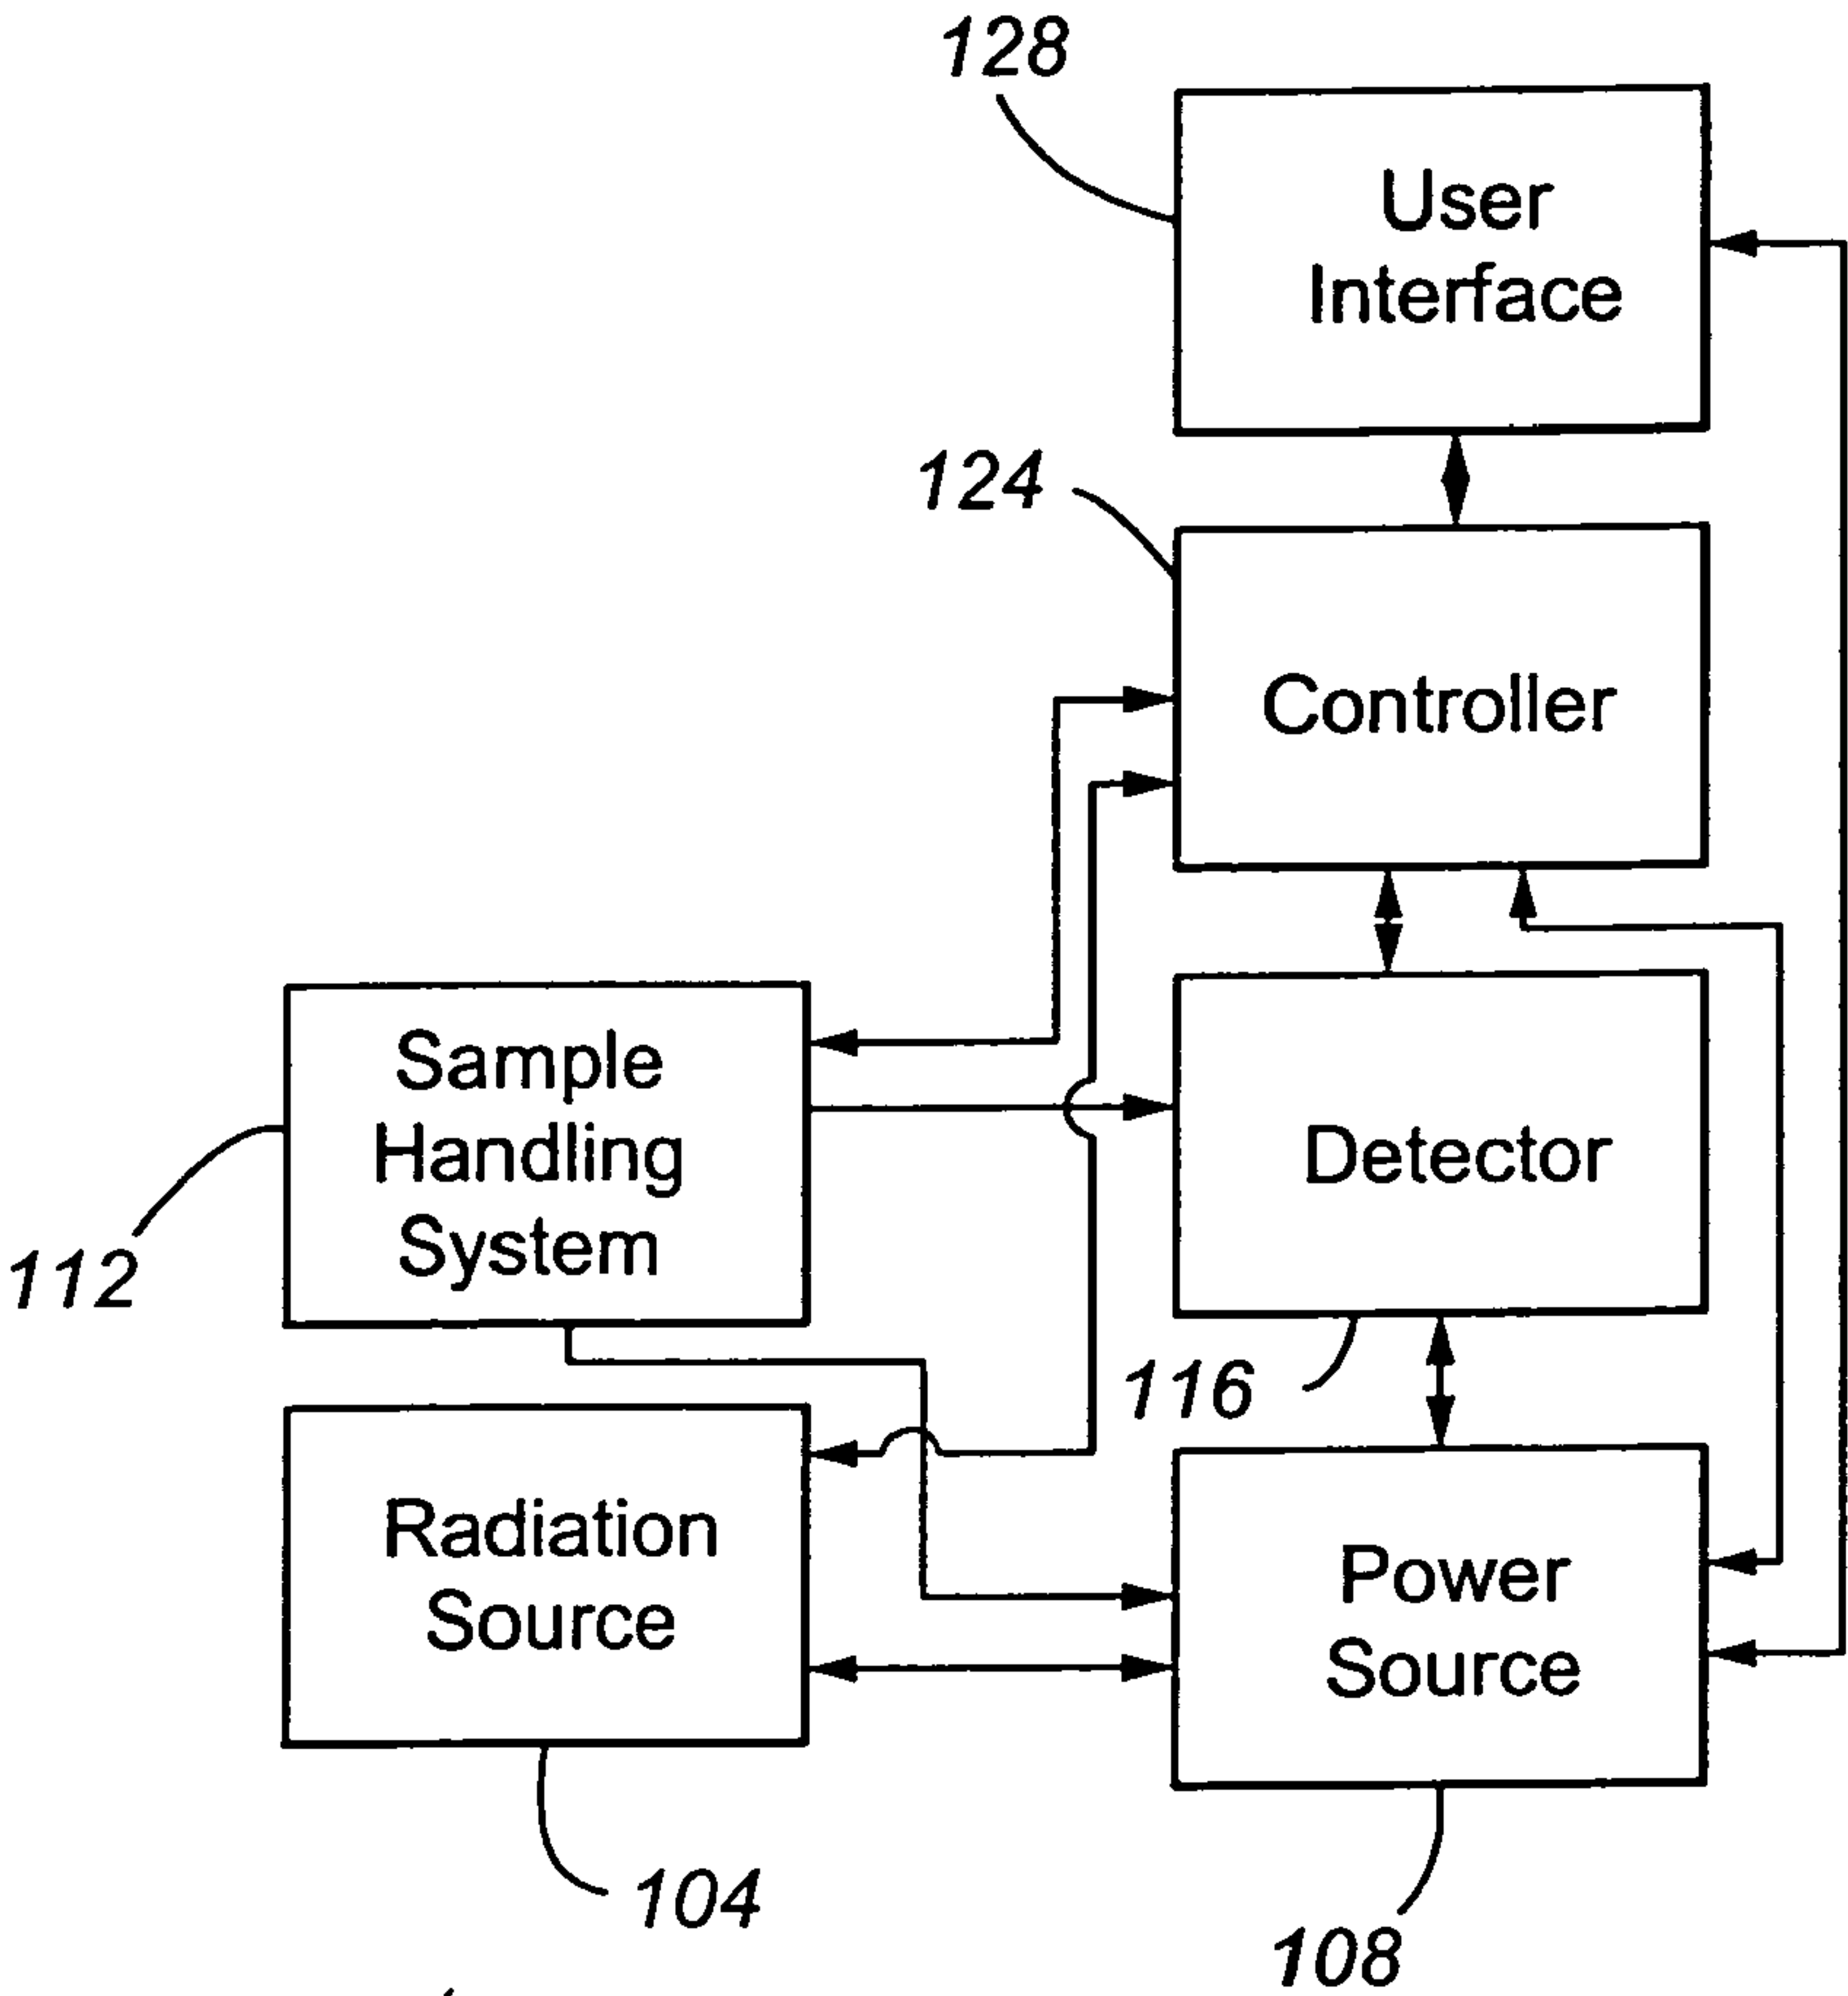 128
User
Interface
124
Controller
Sample
Handling
System
112
Detector
116
Radiation
Source
104
Power
Source
108